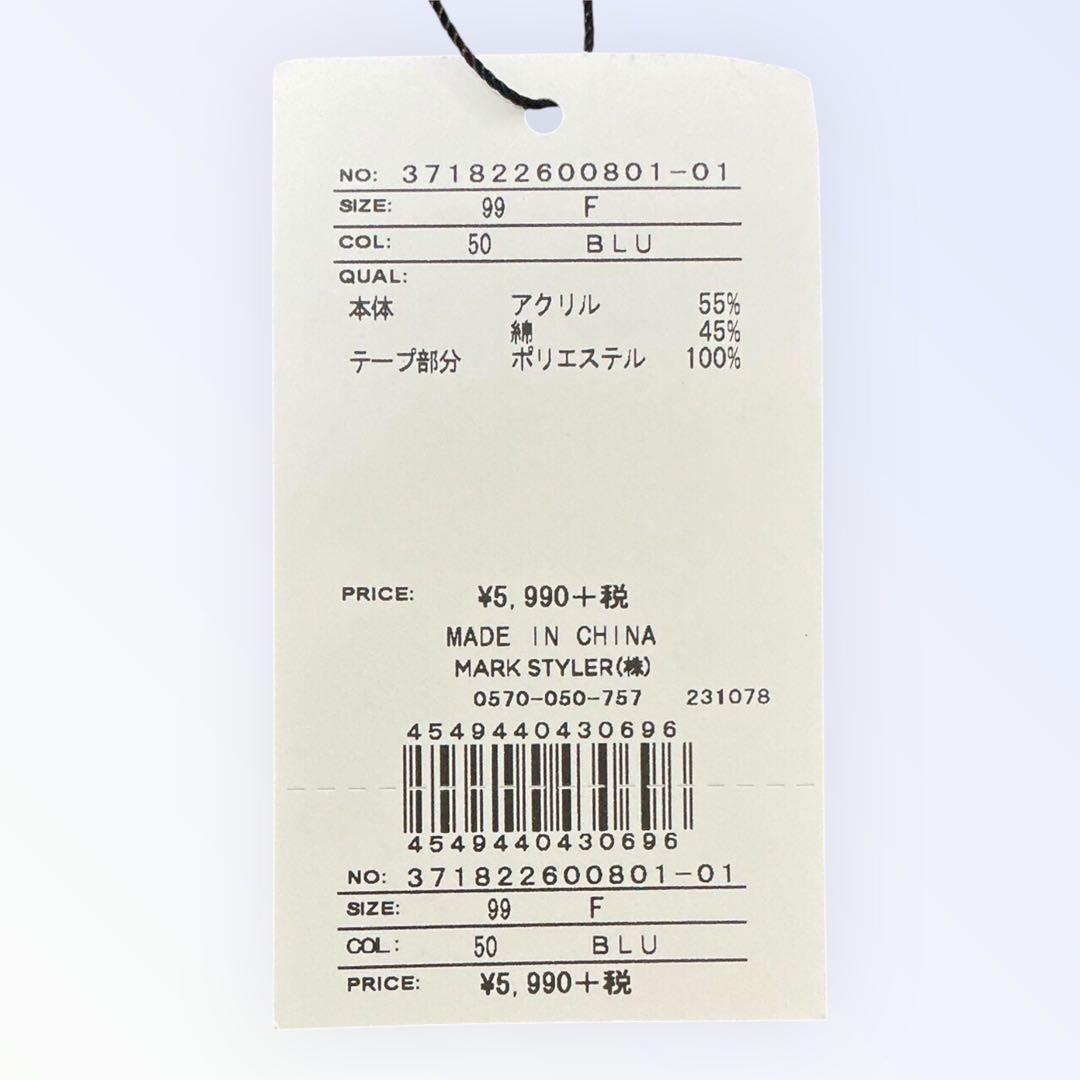 NO: 371822600801-01
SIZE: 99 F
COL: 50 BLU
QUAL:
本体 アクリル 55%
綿 45%
テープ部分 ポリエステル 100%
PRICE: ¥5,990+税
MADE IN CHINA
MARK STYLER(株)
0570-050-757 231078
4549440430696
4549440430696
NO: 371822600801-01
SIZE: 99 F
COL: 50 BLU
PRICE: ¥5,990+税